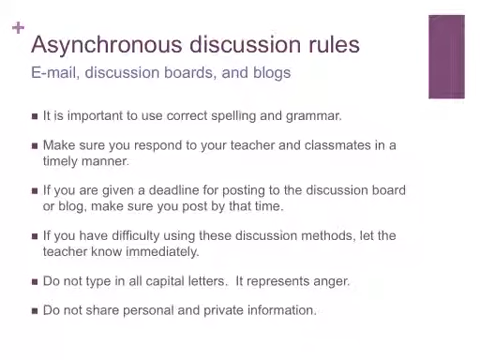 +
Asynchronous discussion rules
E-mail, discussion boards, and blogs
■ It is important to use correct spelling and grammar.
■ Make sure you respond to your teacher and classmates in a
timely manner.
■ If you are given a deadline for posting to the discussion board
or blog, make sure you post by that time.
■ If you have difficulty using these discussion methods, let the
teacher know immediately.
■ Do not type in all capital letters.  It represents anger.
■ Do not share personal and private information.